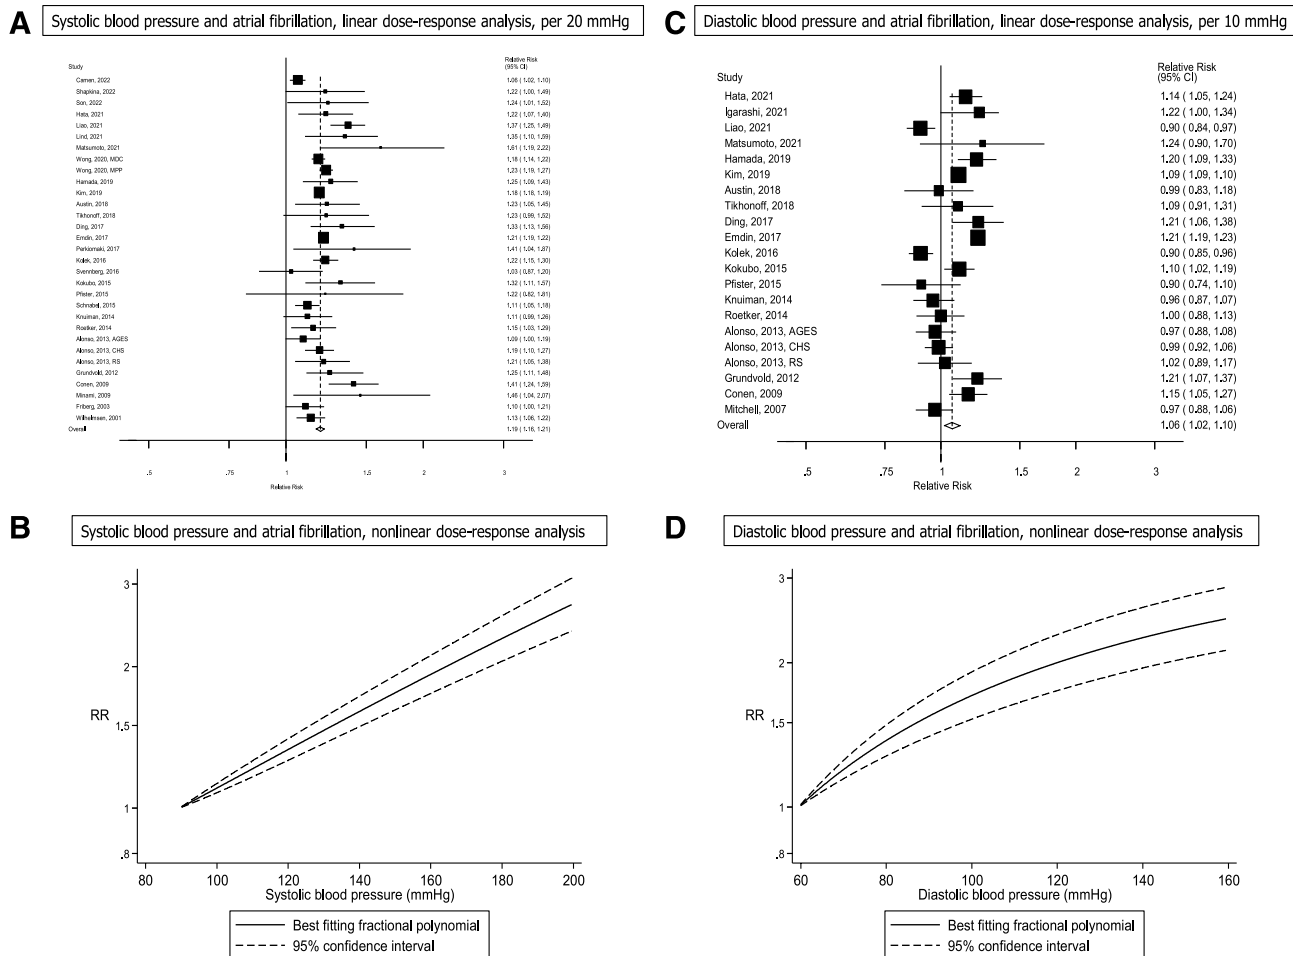 A
Systolic blood pressure and atrial fibrillation, linear dose-response analysis, per 20 mmHg
Study
Relative Risk
(95% CI)
Camen, 2022 1.06 ( 1.02, 1.10)
Shapkina, 2022 1.22 ( 1.00, 1.49)
Son, 2022 1.24 ( 1.01, 1.52)
Hata, 2021 1.22 ( 1.07, 1.40)
Liao, 2021 1.37 ( 1.25, 1.49)
Lind, 2021 1.35 ( 1.10, 1.59)
Matsumoto, 2021 1.61 ( 1.19, 2.22)
Wong, 2020, MDC 1.18 ( 1.14, 1.22)
Wong, 2020, MPP 1.23 ( 1.19, 1.27)
Hamada, 2019 1.25 ( 1.09, 1.43)
Kim, 2019 1.18 ( 1.18, 1.19)
Austin, 2018 1.23 ( 1.05, 1.45)
Tikhonoff, 2018 1.23 ( 0.99, 1.52)
Ding, 2017 1.33 ( 1.13, 1.56)
Emdin, 2017 1.21 ( 1.19, 1.22)
Perkiomaki, 2017 1.41 ( 1.04, 1.87)
Kolek, 2016 1.22 ( 1.15, 1.30)
Svennberg, 2016 1.03 ( 0.87, 1.20)
Kokubo, 2015 1.32 ( 1.11, 1.57)
Pfister, 2015 1.22 ( 0.82, 1.81)
Schnabel, 2015 1.11 ( 1.05, 1.18)
Knuiman, 2014 1.11 ( 0.99, 1.26)
Roetker, 2014 1.15 ( 1.03, 1.29)
Alonso, 2013, AGES 1.09 ( 1.00, 1.19)
Alonso, 2013, CHS 1.19 ( 1.10, 1.27)
Alonso, 2013, RS 1.21 ( 1.05, 1.38)
Grundvold, 2012 1.25 ( 1.11, 1.48)
Conen, 2009 1.41 ( 1.24, 1.59)
Minami, 2009 1.46 ( 1.04, 2.07)
Friberg, 2003 1.10 ( 1.00, 1.21)
Wilhelmsen, 2001 1.13 ( 1.06, 1.22)
Overall 1.19 ( 1.16, 1.21)
.5 .75 1 1.5 2 3
Relative Risk
C
Diastolic blood pressure and atrial fibrillation, linear dose-response analysis, per 10 mmHg
Relative Risk
(95% CI)
Study
Hata, 2021 1.14 ( 1.05, 1.24)
Igarashi, 2021 1.22 ( 1.00, 1.34)
Liao, 2021 0.90 ( 0.84, 0.97)
Matsumoto, 2021 1.24 ( 0.90, 1.70)
Hamada, 2019 1.20 ( 1.09, 1.33)
Kim, 2019 1.09 ( 1.09, 1.10)
Austin, 2018 0.99 ( 0.83, 1.18)
Tikhonoff, 2018 1.09 ( 0.91, 1.31)
Ding, 2017 1.21 ( 1.06, 1.38)
Emdin, 2017 1.21 ( 1.19, 1.23)
Kolek, 2016 0.90 ( 0.85, 0.96)
Kokubo, 2015 1.10 ( 1.02, 1.19)
Pfister, 2015 0.90 ( 0.74, 1.10)
Knuiman, 2014 0.96 ( 0.87, 1.07)
Roetker, 2014 1.00 ( 0.88, 1.13)
Alonso, 2013, AGES 0.97 ( 0.88, 1.08)
Alonso, 2013, CHS 0.99 ( 0.92, 1.06)
Alonso, 2013, RS 1.02 ( 0.89, 1.17)
Grundvold, 2012 1.21 ( 1.07, 1.37)
Conen, 2009 1.15 ( 1.05, 1.27)
Mitchell, 2007 0.97 ( 0.88, 1.06)
Overall 1.06 ( 1.02, 1.10)
.5 .75 1 1.5 2 3
Relative Risk
B
Systolic blood pressure and atrial fibrillation, nonlinear dose-response analysis
3
2
1.5
1
.8
RR
80 100 120 140 160 180 200
Systolic blood pressure (mmHg)
Best fitting fractional polynomial
95% confidence interval
D
Diastolic blood pressure and atrial fibrillation, nonlinear dose-response analysis
3
2
1.5
1
.8
RR
60 80 100 120 140 160
Diastolic blood pressure (mmHg)
Best fitting fractional polynomial
95% confidence interval